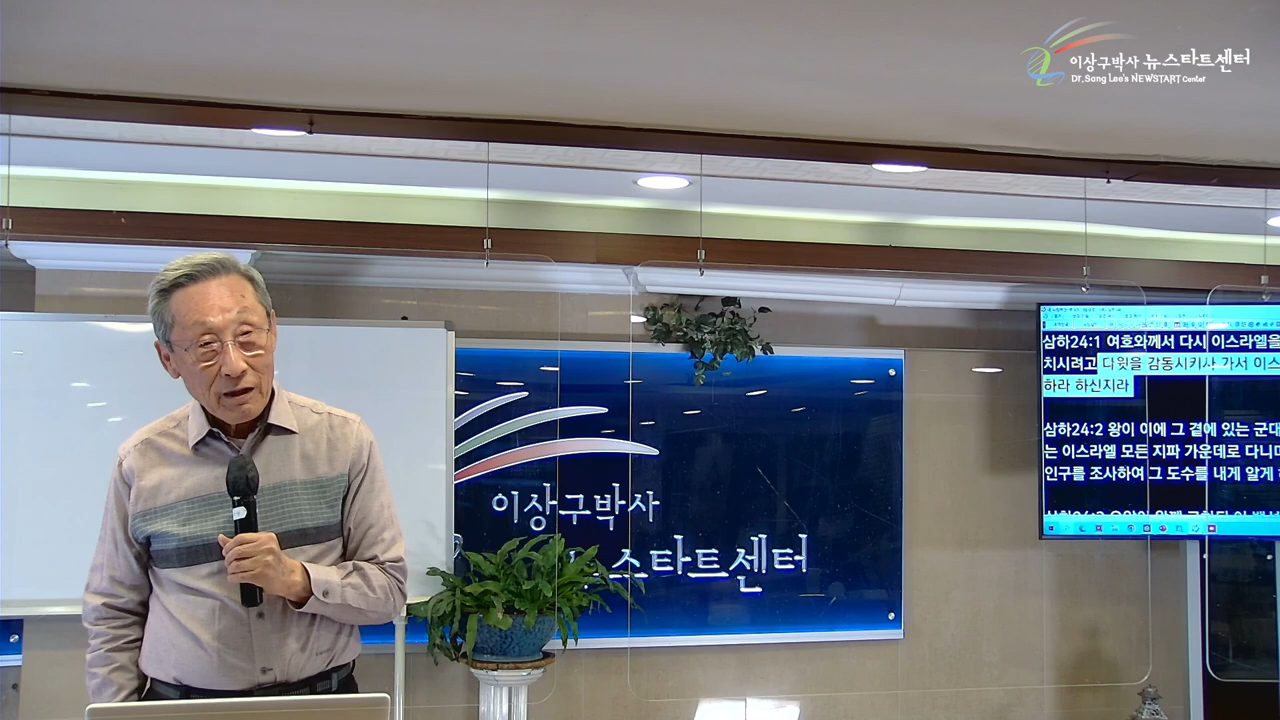 이상구박사 뉴스타트센터
Dr. Sang Lee's NEWSTART Center
이상구박사
뉴스타트센터
삼하24:1 여호와께서 다시 이스라엘을
치시려고 다윗을 감동시키사 가서 이스
하라 하신지라
삼하24:2 왕이 이에 그 곁에 있는 군대
는 이스라엘 모든 지파 가운데로 다니며
인구를 조사하여 그 도수를 내게 알게